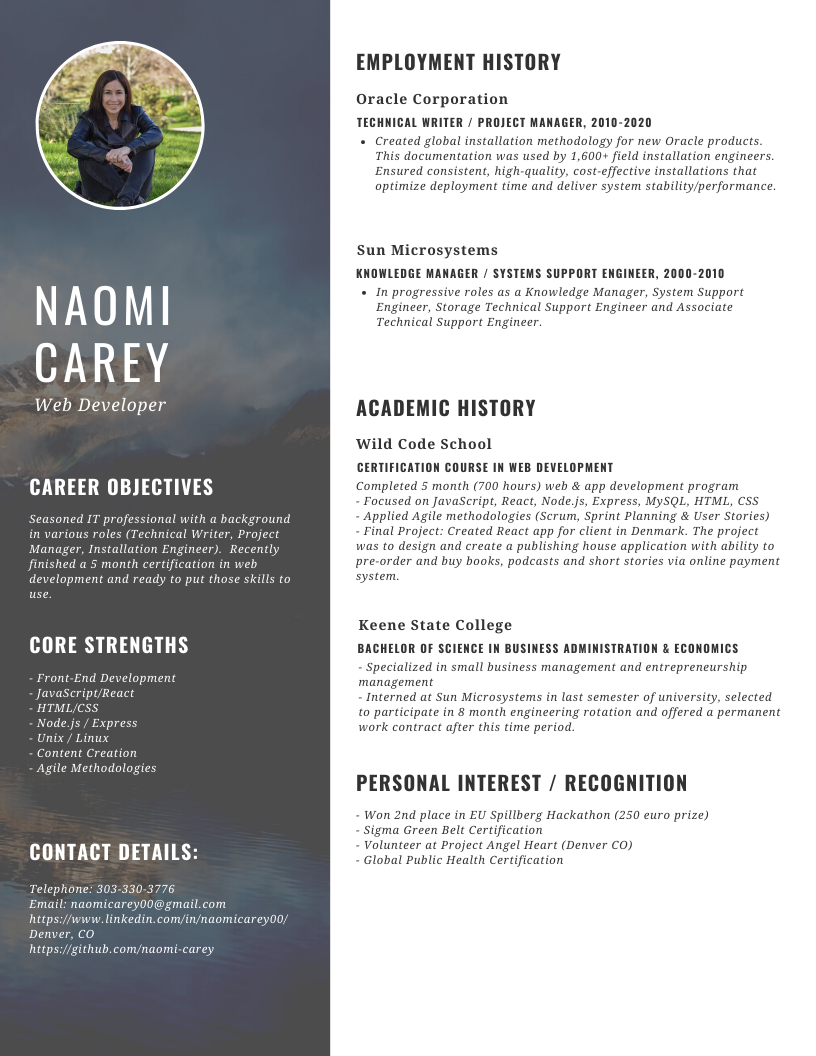 NAOMI
CAREY
Web Developer
CAREER OBJECTIVES
Seasoned IT professional with a background
in various roles (Technical Writer, Project
Manager, Installation Engineer).  Recently
finished a 5 month certification in web
development and ready to put those skills to
use.
CORE STRENGTHS
- Front-End Development
- JavaScript/React
- HTML/CSS
- Node.js / Express
- Unix / Linux
- Content Creation
- Agile Methodologies
CONTACT DETAILS:
Telephone: 303-330-3776
Email: naomicarey00@gmail.com
https://www.linkedin.com/in/naomicarey00/
Denver, CO
https://github.com/naomi-carey
EMPLOYMENT HISTORY
Oracle Corporation
TECHNICAL WRITER / PROJECT MANAGER, 2010-2020
• Created global installation methodology for new Oracle products.
This documentation was used by 1,600+ field installation engineers.
Ensured consistent, high-quality, cost-effective installations that
optimize deployment time and deliver system stability/performance.
Sun Microsystems
KNOWLEDGE MANAGER / SYSTEMS SUPPORT ENGINEER, 2000-2010
• In progressive roles as a Knowledge Manager, System Support
Engineer, Storage Technical Support Engineer and Associate
Technical Support Engineer.
ACADEMIC HISTORY
Wild Code School
CERTIFICATION COURSE IN WEB DEVELOPMENT
Completed 5 month (700 hours) web & app development program
- Focused on JavaScript, React, Node.js, Express, MySQL, HTML, CSS
- Applied Agile methodologies (Scrum, Sprint Planning & User Stories)
- Final Project: Created React app for client in Denmark. The project
was to design and create a publishing house application with ability to
pre-order and buy books, podcasts and short stories via online payment
system.
Keene State College
BACHELOR OF SCIENCE IN BUSINESS ADMINISTRATION & ECONOMICS
- Specialized in small business management and entrepreneurship
management
- Interned at Sun Microsystems in last semester of university, selected
to participate in 8 month engineering rotation and offered a permanent
work contract after this time period.
PERSONAL INTEREST / RECOGNITION
- Won 2nd place in EU Spillberg Hackathon (250 euro prize)
- Sigma Green Belt Certification
- Volunteer at Project Angel Heart (Denver CO)
- Global Public Health Certification